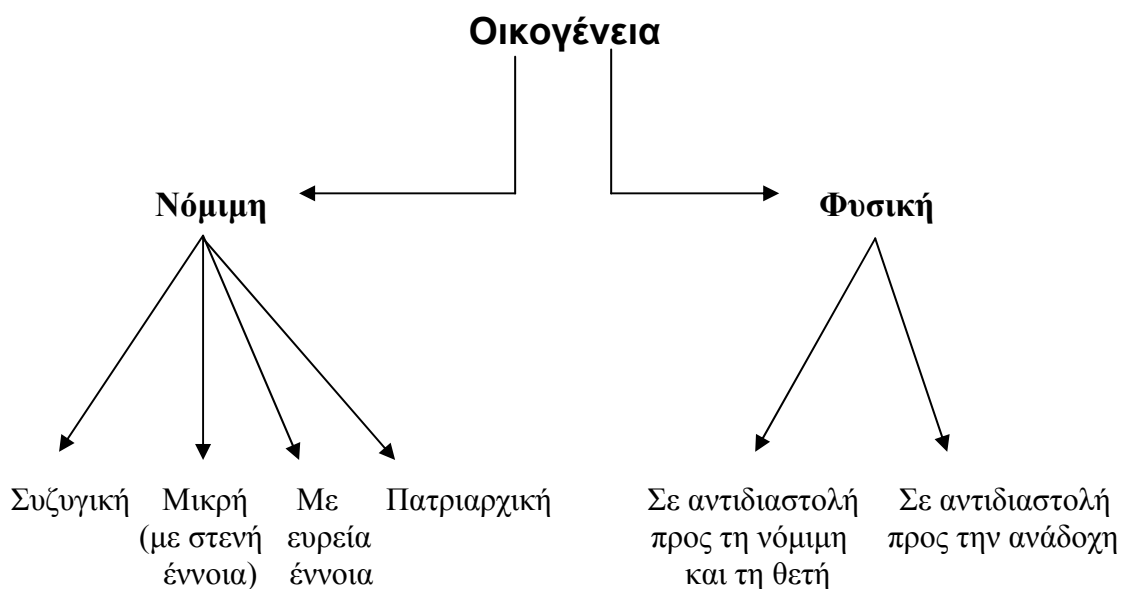 Οικογένεια
Νόμιμη
Φυσική
Συζυγική
Μικρή
(με στενή
έννοια)
Με
ευρεία
έννοια
Πατριαρχική
Σε αντιδιαστολή
προς τη νόμιμη
και τη θετή
Σε αντιδιαστολή
προς την ανάδοχη